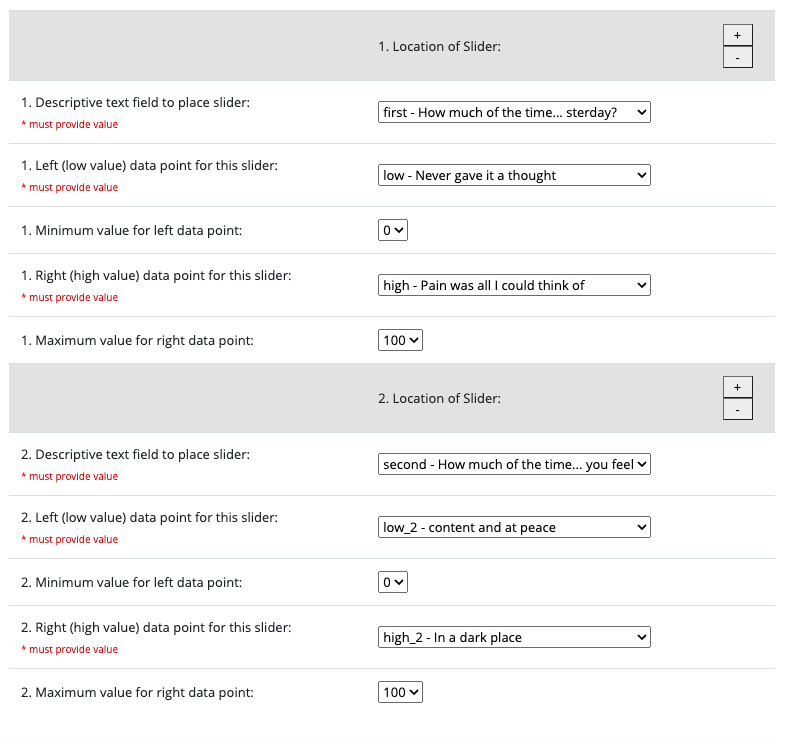 1. Location of Slider:
+
-
1. Descriptive text field to place slider:
* must provide value
first - How much of the time... sterday?
1. Left (low value) data point for this slider:
* must provide value
low - Never gave it a thought
1. Minimum value for left data point:
0
1. Right (high value) data point for this slider:
* must provide value
high - Pain was all I could think of
1. Maximum value for right data point:
100
2. Location of Slider:
+
-
2. Descriptive text field to place slider:
* must provide value
second - How much of the time... you feel
2. Left (low value) data point for this slider:
* must provide value
low_2 - content and at peace
2. Minimum value for left data point:
0
2. Right (high value) data point for this slider:
* must provide value
high_2 - In a dark place
2. Maximum value for right data point:
100